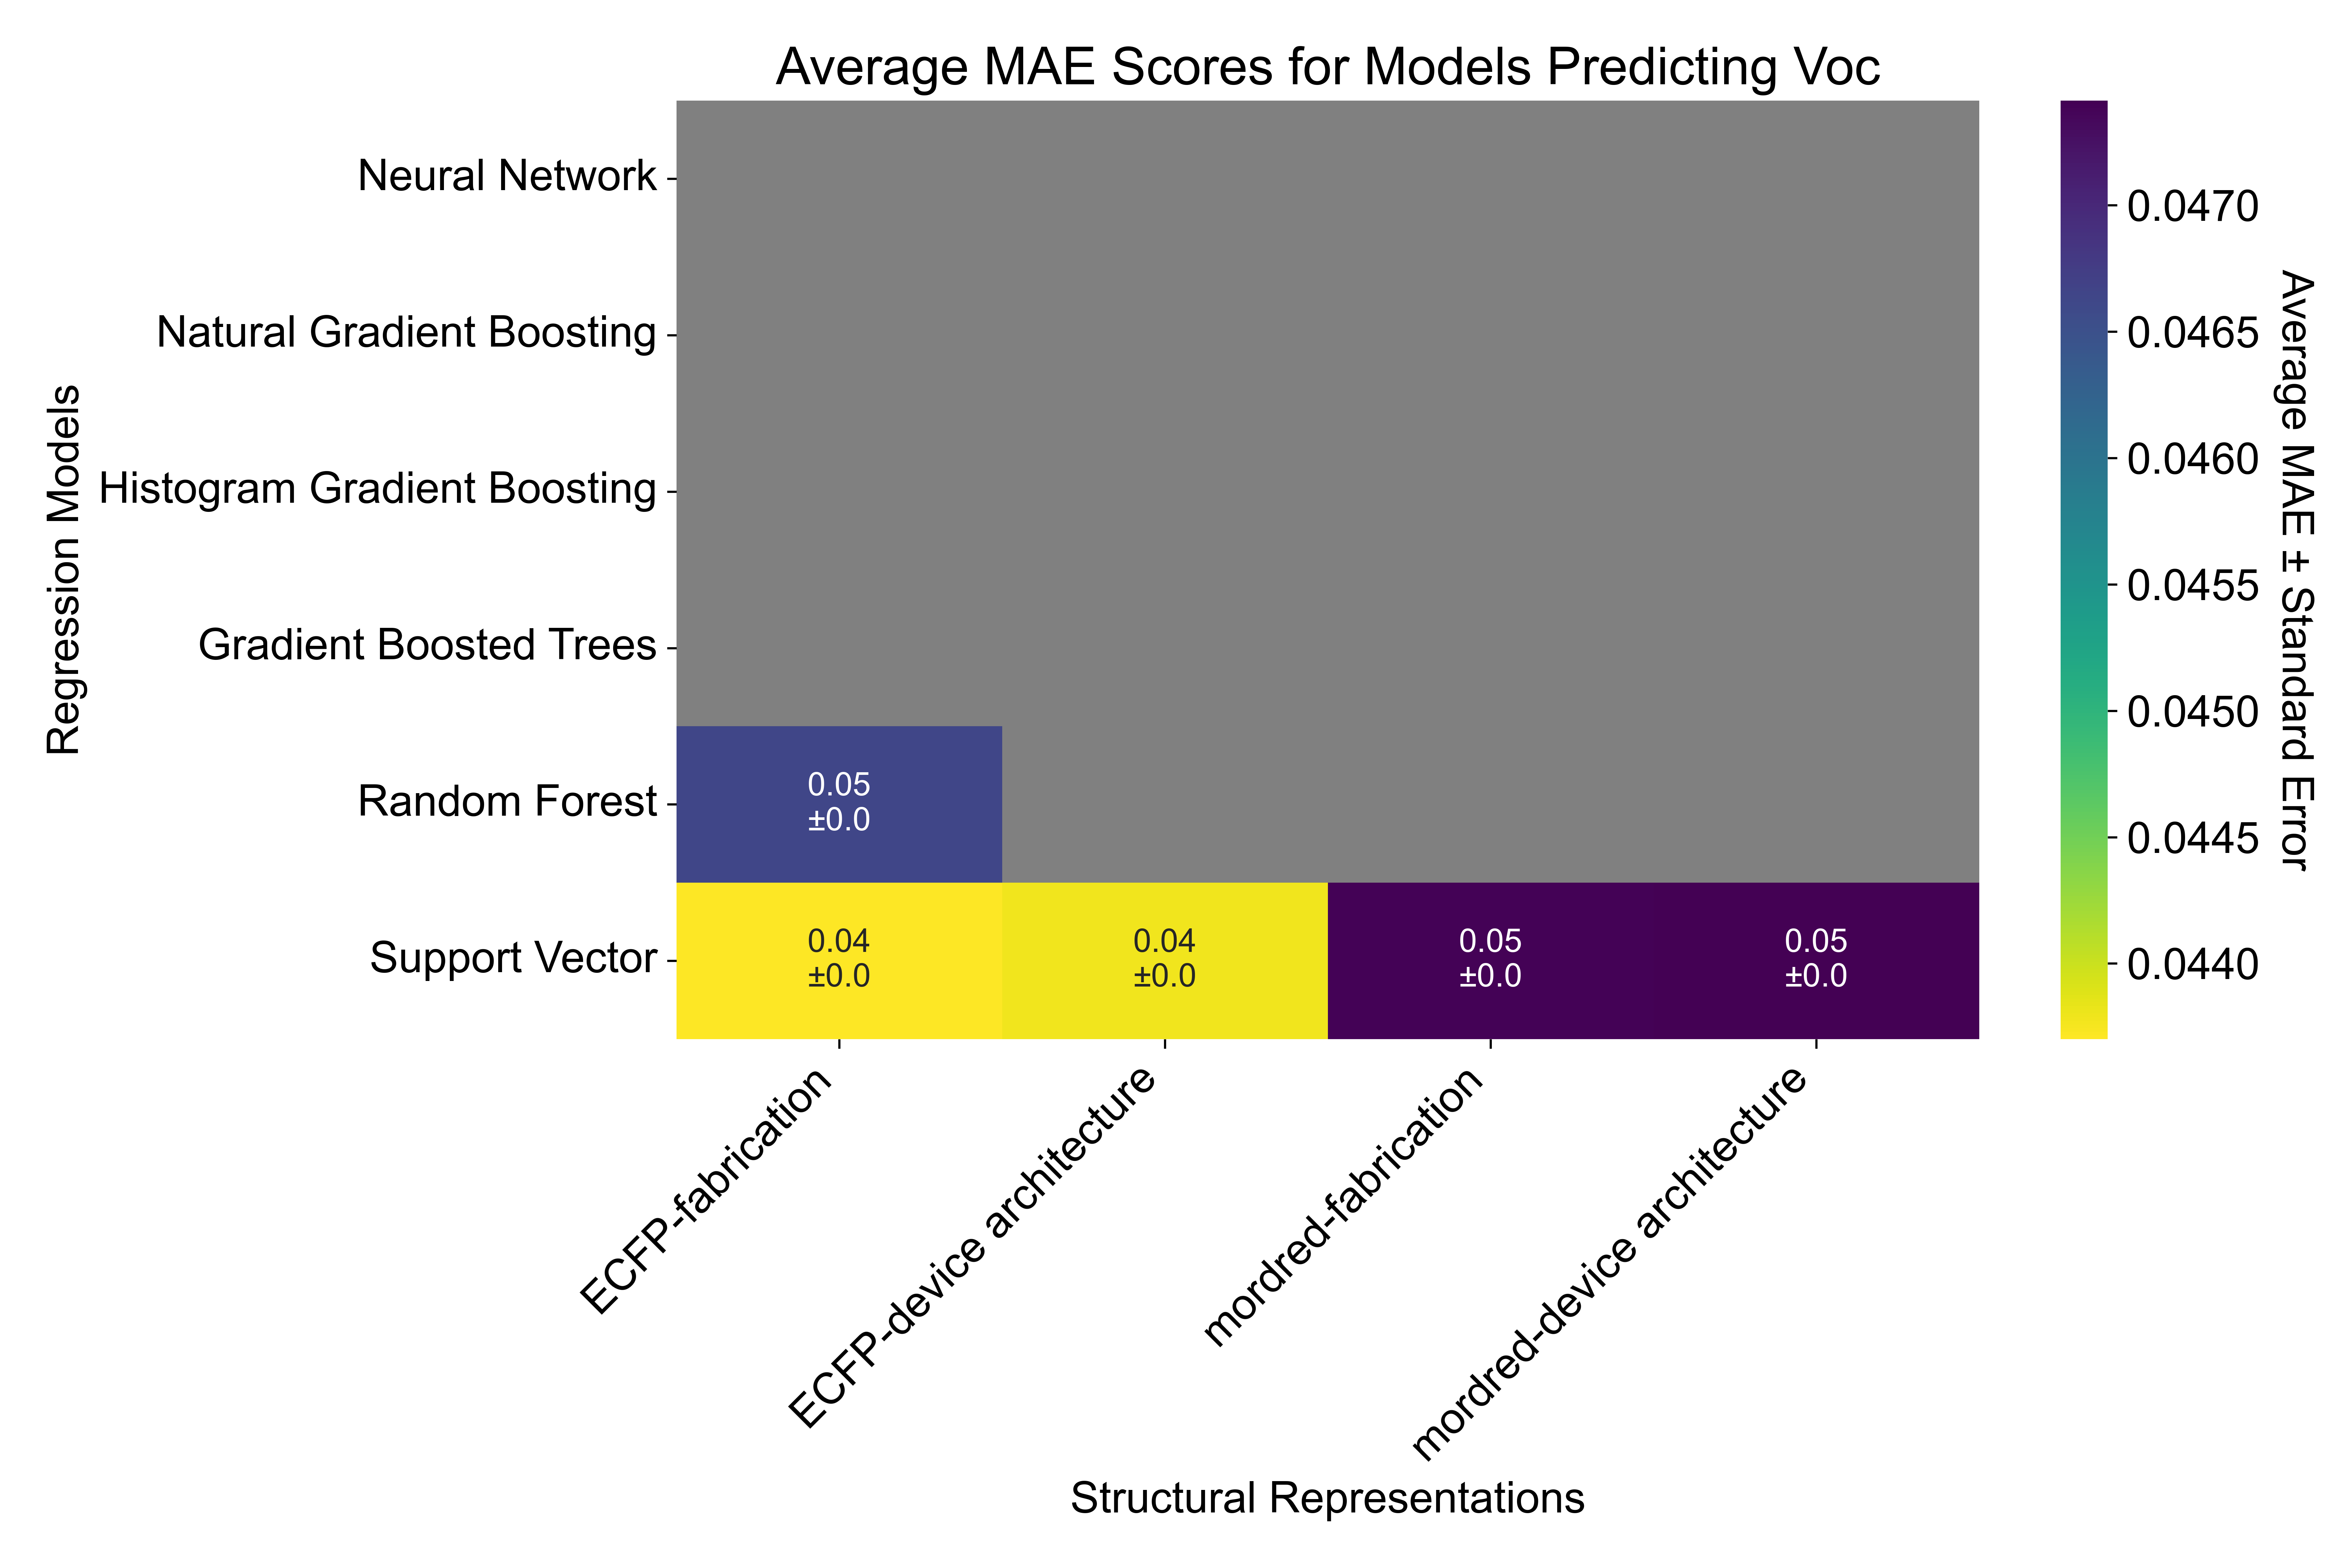 Average MAE Scores for Models Predicting Voc
Regression Models
Neural Network
Natural Gradient Boosting
Histogram Gradient Boosting
Gradient Boosted Trees
Random Forest
Support Vector
0.05
±0.0
0.04
±0.0
0.04
±0.0
0.05
±0.0
0.05
±0.0
ECFP-fabrication
ECFP-device architecture
mordred-fabrication
mordred-device architecture
Structural Representations
0.0470
0.0465
0.0460
0.0455
0.0450
0.0445
0.0440
Average MAE ± Standard Error